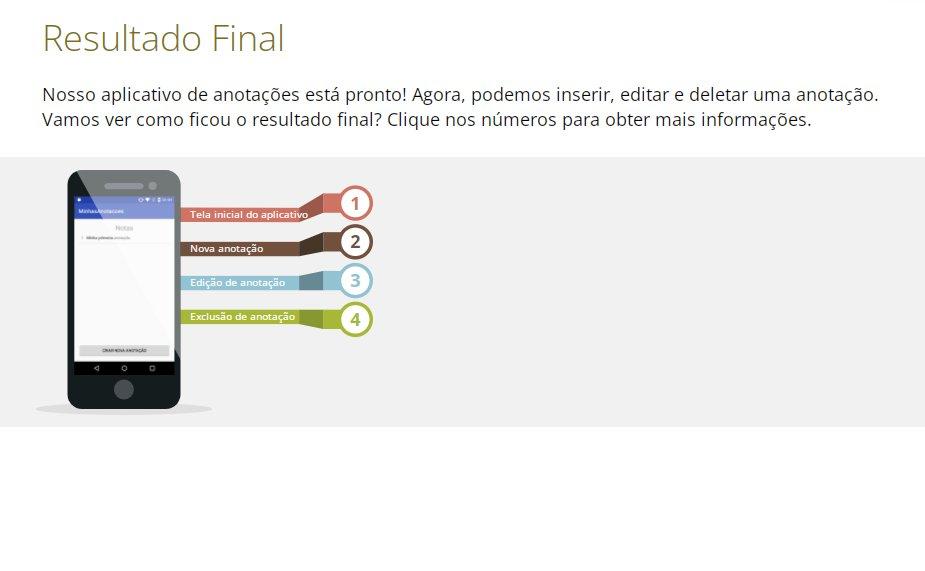 Resultado Final
Nosso aplicativo de anotações está pronto! Agora, podemos inserir, editar e deletar uma anotação.
Vamos ver como ficou o resultado final? Clique nos números para obter mais informações.
MinhasAnotacoes
Notas
Minha primeira anotação
CRIAR NOVA ANOTAÇÃO
Tela inicial do aplicativo
1
Nova anotação
2
Edição de anotação
3
Exclusão de anotação
4